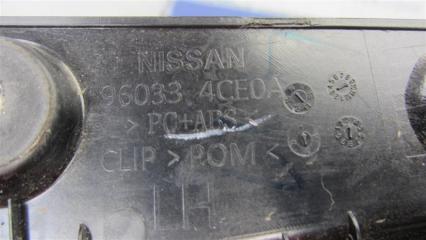 NISSAN
96033 4CE0A
> PC+ABS <
CLIP > POM <
LH